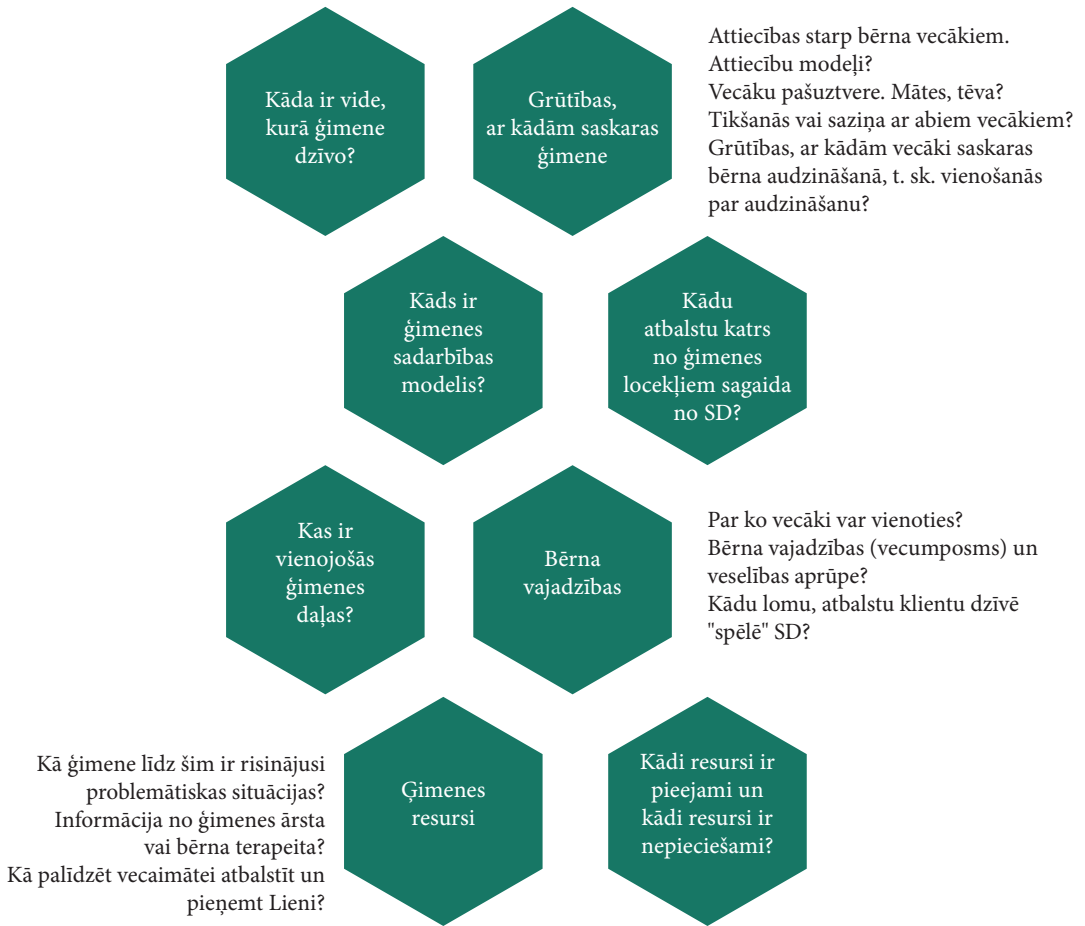 Kāda ir vide,
kurā ģimene
dzīvo?
Grūtības,
ar kādām saskaras
ģimene
Attiecības starp bērna vecākiem.
Attiecību modeļi?
Vecāku pašuztvere. Mātes, tēva?
Tikšanās vai saziņa ar abiem vecākiem?
Grūtības, ar kādām vecāki saskaras
bērna audzināšanā, t. sk. vienošanās
par audzināšanu?
Kāds ir
ģimenes
sadarbības
modelis?
Kādu
atbalstu katrs
no ģimenes
locekļiem sagaida
no SD?
Kas ir
vienojošās
ģimenes
daļas?
Bērna
vajadzības
Par ko vecāki var vienoties?
Bērna vajadzības (vecumposms) un
veselības aprūpe?
Kādu lomu, atbalstu klientu dzīvē
"spēlē" SD?
Kā ģimene līdz šim ir risinājusi
problemātiskas situācijas?
Informācija no ģimenes ārsta
vai bērna terapeita?
Kā palīdzēt vecaimātei atbalstīt un
pieņemt Lieni?
Ģimenes
resursi
Kādi resursi ir
pieejami un
kādi resursi ir
nepieciešami?